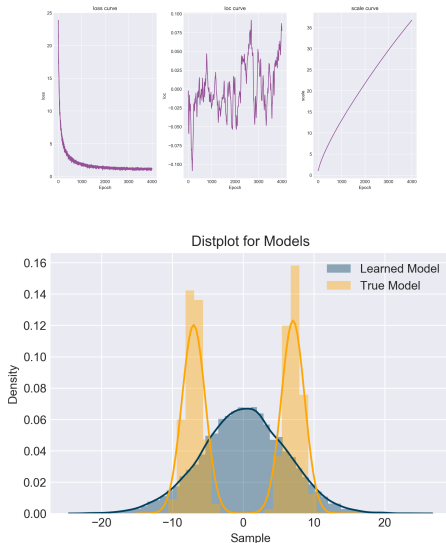 loss curve
25
20
15
10
5
0
loss
0 1000 2000 3000 4000
Epoch
loc curve
0.100
0.075
0.050
0.025
0.000
−0.025
−0.050
−0.075
−0.100
loc
0 1000 2000 3000 4000
Epoch
scale curve
35
30
25
20
15
10
5
0
scale
0 1000 2000 3000 4000
Epoch
Distplot for Models
Learned Model
True Model
0.16
0.14
0.12
0.10
0.08
0.06
0.04
0.02
0.00
Density
−20 −10 0 10 20
Sample